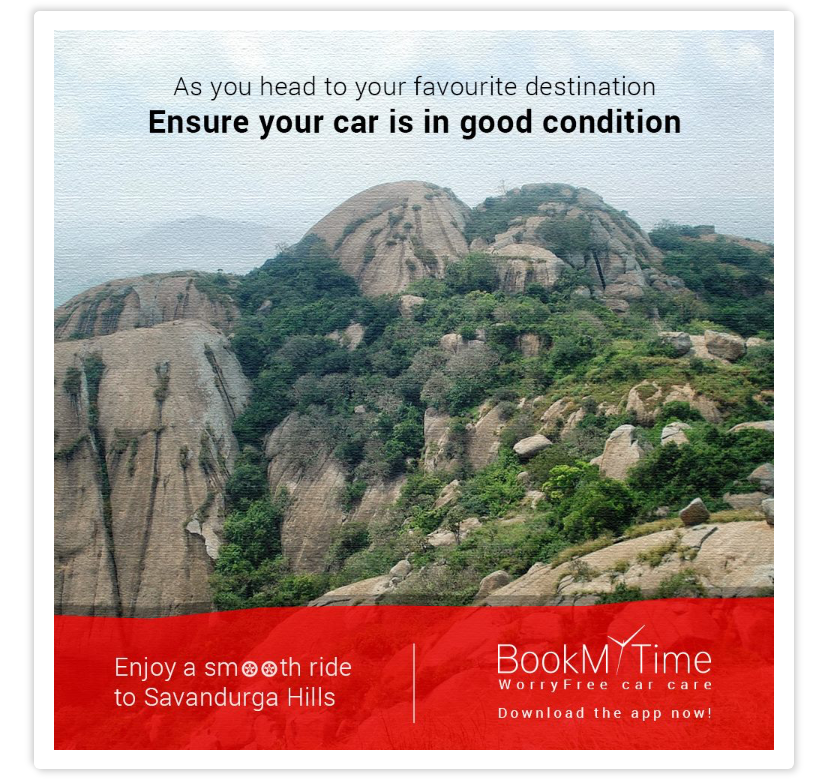 As you head to your favourite destination
Ensure your car is in good condition
Enjoy a smooth ride
to Savandurga Hills
BookMYTime
WorryFree car care
Download the app now!